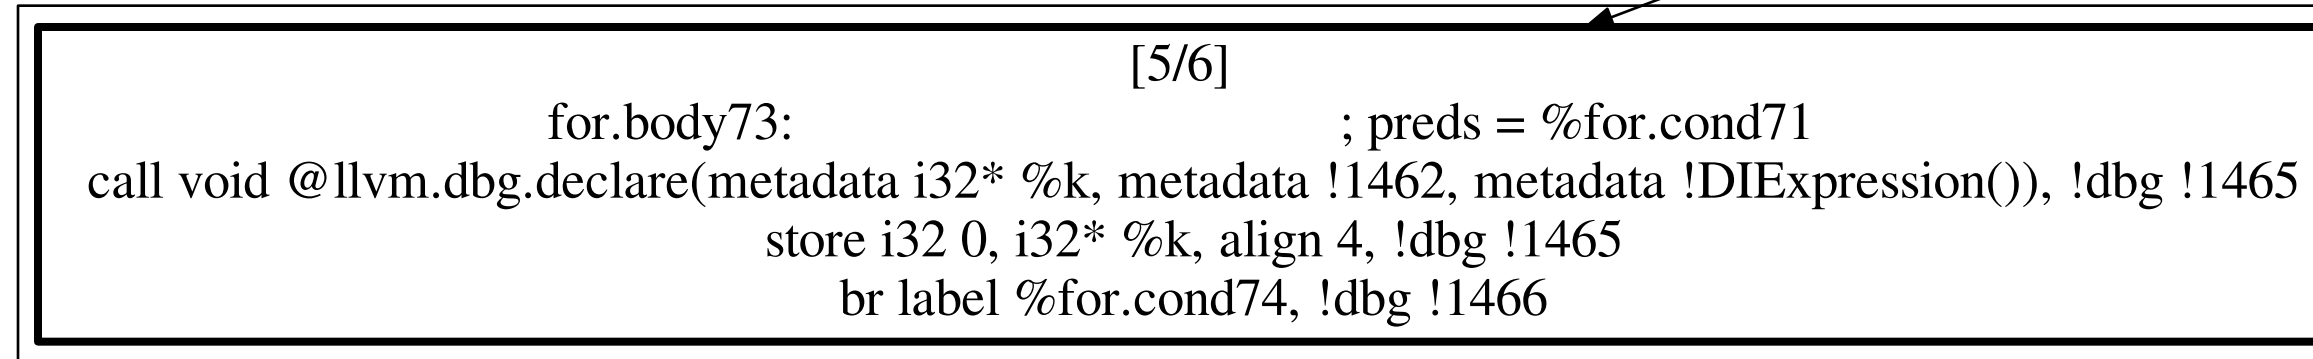 [5/6]
for.body73: ; preds = %for.cond71
call void @llvm.dbg.declare(metadata i32* %k, metadata !1462, metadata !DIExpression()), !dbg !1465
store i32 0, i32* %k, align 4, !dbg !1465
br label %for.cond74, !dbg !1466